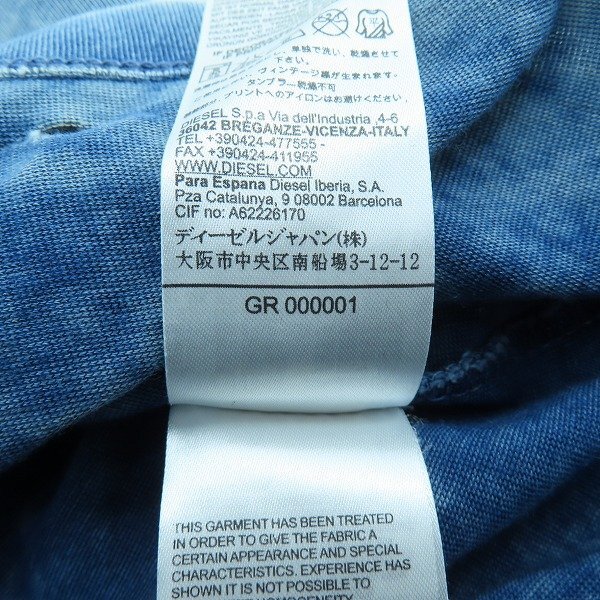 単独で洗い、乾燥させ
ヴィンテージ感が生まれます。
タンブラー乾燥不可
プリントへのアイロンはお避けください。
DIESEL S.p.a Via dell'Industria ,4-6
36042 BREGANZE-VICENZA-ITALY
TEL +390424-477555 -
FAX +390424-411955
WWW.DIESEL.COM
Para Espana Diesel Iberia, S.A.
Pza Catalunya, 9 08002 Barcelona
CIF no: A62226170
ディーゼルジャパン(株)
大阪市中央区南船場3-12-12
GR 000001
THIS GARMENT HAS BEEN TREATED
IN ORDER TO GIVE THE FABRIC A
CERTAIN APPEARANCE AND SPECIAL
CHARACTERISTICS. EXPERIENCE HAS
SHOWN IT IS NOT POSSIBLE TO